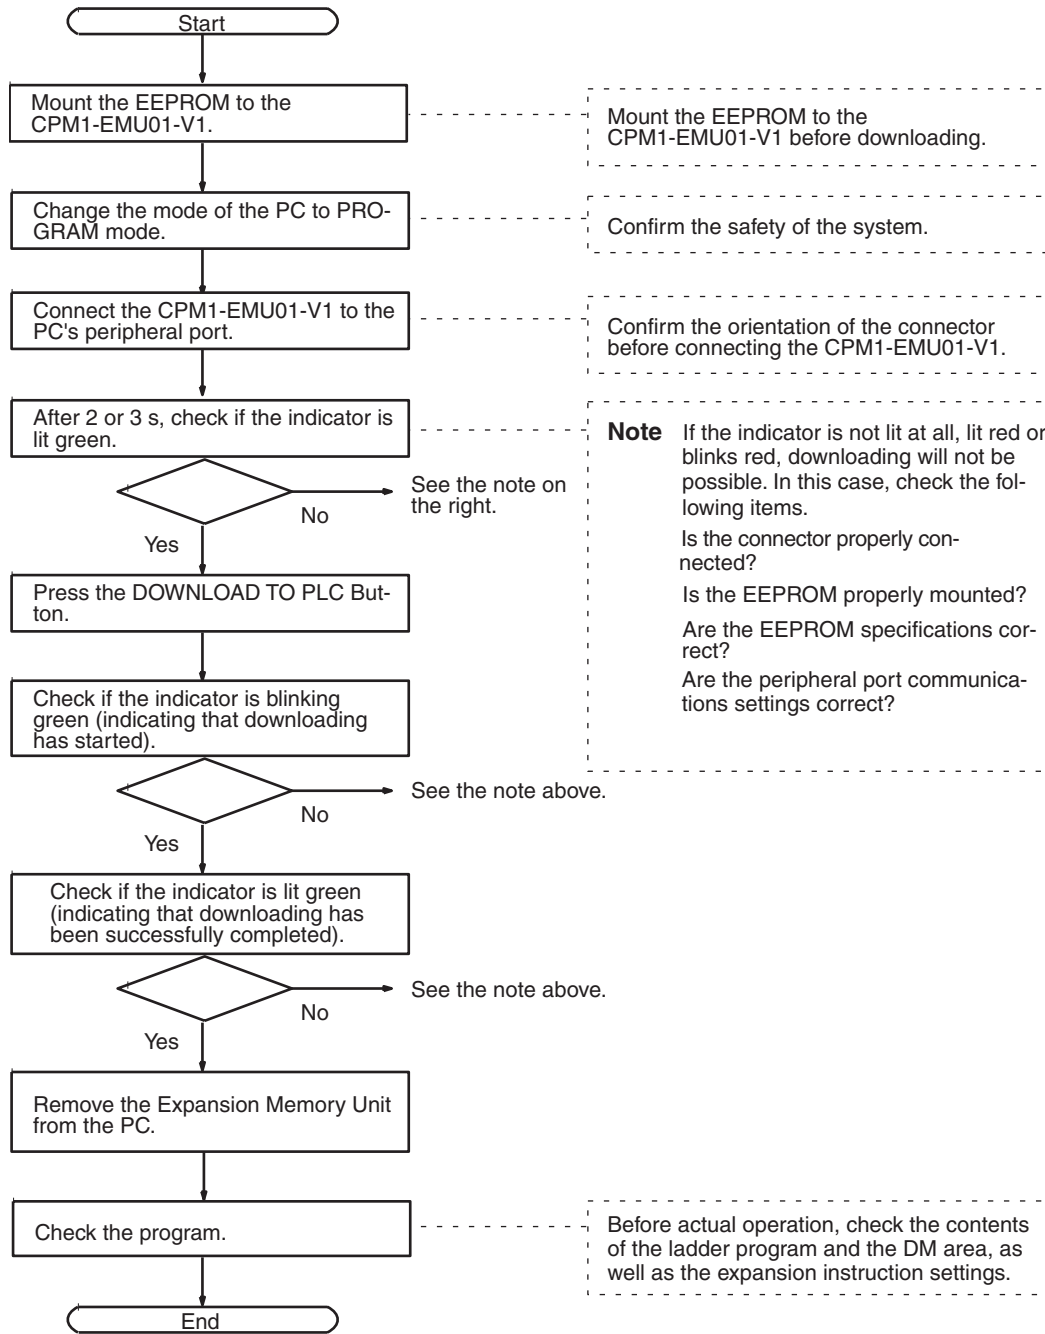 Start
Mount the EEPROM to the
CPM1-EMU01-V1.
Mount the EEPROM to the
CPM1-EMU01-V1 before downloading.
Change the mode of the PC to PRO-
GRAM mode.
Confirm the safety of the system.
Connect the CPM1-EMU01-V1 to the
PC's peripheral port.
Confirm the orientation of the connector
before connecting the CPM1-EMU01-V1.
After 2 or 3 s, check if the indicator is
lit green.
Note If the indicator is not lit at all, lit red or
blinks red, downloading will not be
possible. In this case, check the fol-
lowing items.
Is the connector properly con-
nected?
Is the EEPROM properly mounted?
Are the EEPROM specifications cor-
rect?
Are the peripheral port communica-
tions settings correct?
See the note on
the right.
No
Yes
Press the DOWNLOAD TO PLC But-
ton.
Check if the indicator is blinking
green (indicating that downloading
has started).
See the note above.
No
Yes
Check if the indicator is lit green
(indicating that downloading has
been successfully completed).
See the note above.
No
Yes
Remove the Expansion Memory Unit
from the PC.
Check the program.
Before actual operation, check the contents
of the ladder program and the DM area, as
well as the expansion instruction settings.
End